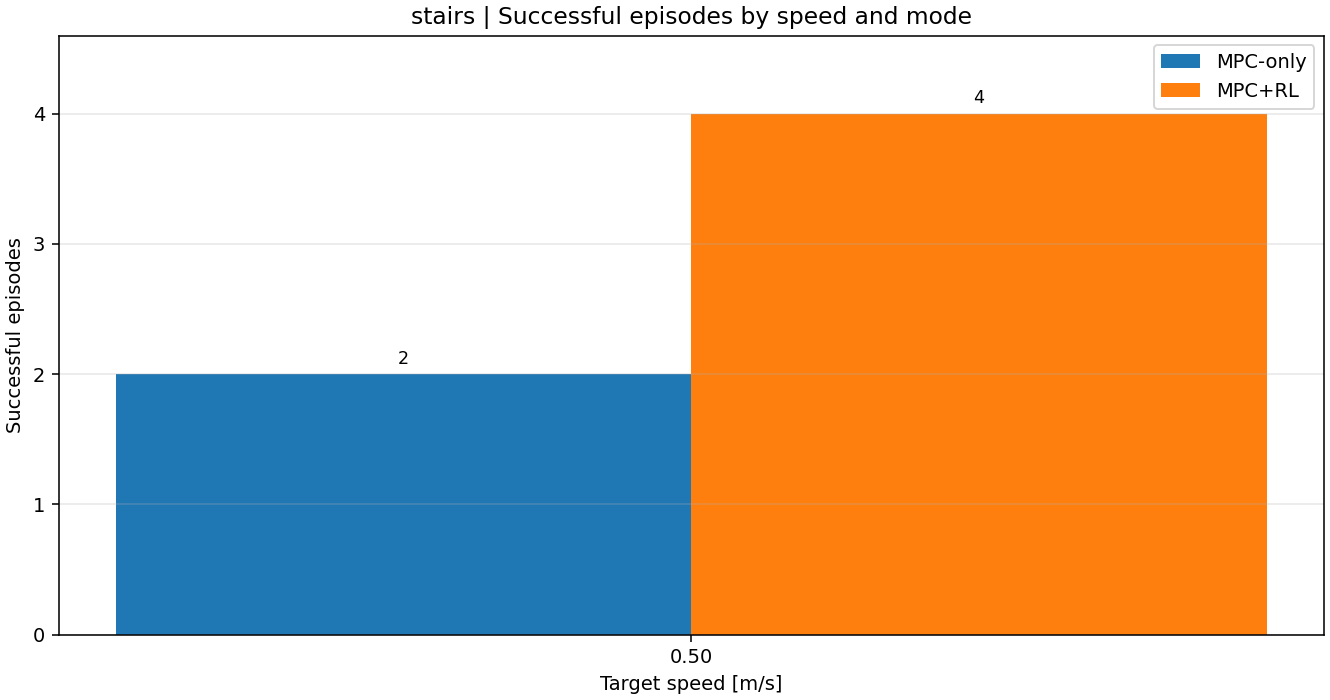 stairs | Successful episodes by speed and mode
MPC-only
MPC+RL
4
4
3
Successful episodes
2
2
1
0
0.50
Target speed [m/s]